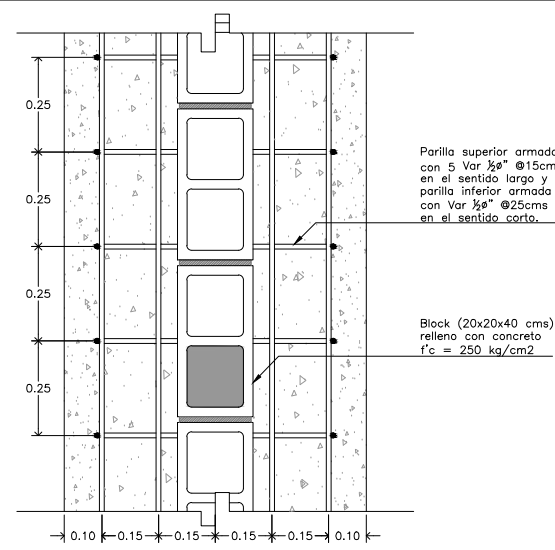 0.25
0.25
0.25
0.25
Parilla superior armada
con 5 Var ½ø" @15cms
en el sentido largo y
parilla inferior armada
con Var ½ø" @25cms
en el sentido corto.
Block (20x20x40 cms)
relleno con concreto
f'c = 250 kg/cm2
0.10 0.15 0.15 0.15 0.15 0.10